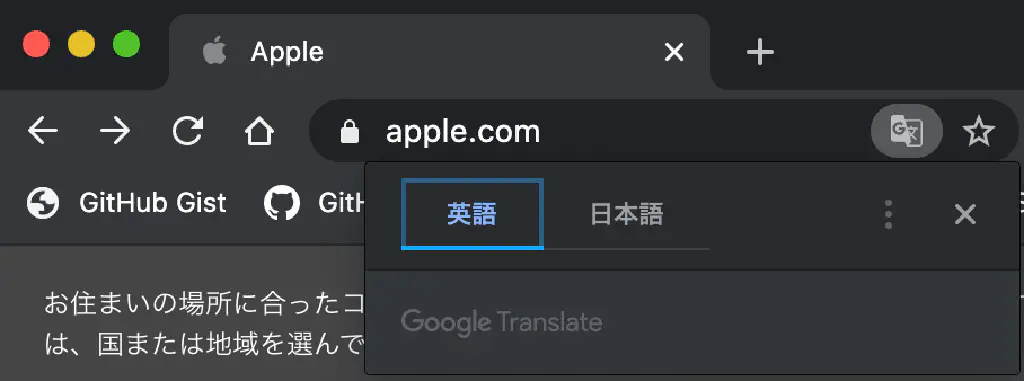 Apple
apple.com
GitHub Gist
GitH
英語 日本語
Google Translate
お住まいの場所に合ったコ
は、国または地域を選んで